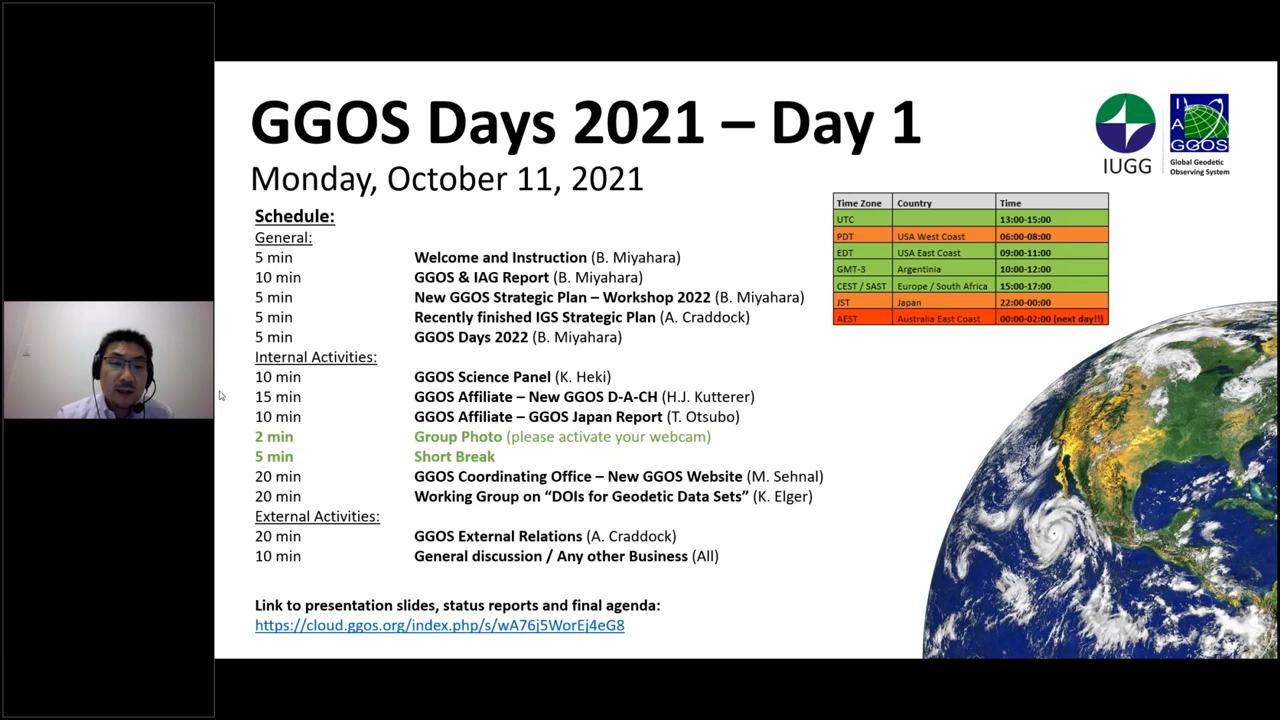 GGOS Days 2021 – Day 1
Monday, October 11, 2021
IUGG
I
A
G
GGOS
Global Geodetic
Observing System
Time Zone Country Time
UTC 13:00-15:00
PDT USA West Coast 06:00-08:00
EDT USA East Coast 09:00-11:00
GMT-3 Argentinia 10:00-12:00
CEST / SAST Europe / South Africa 15:00-17:00
JST Japan 22:00-00:00
AEST Australia East Coast 00:00-02:00 (next day!!)
Schedule:
General:
5 min Welcome and Instruction (B. Miyahara)
10 min GGOS & IAG Report (B. Miyahara)
5 min New GGOS Strategic Plan – Workshop 2022 (B. Miyahara)
5 min Recently finished IGS Strategic Plan (A. Craddock)
5 min GGOS Days 2022 (B. Miyahara)
Internal Activities:
10 min GGOS Science Panel (K. Heki)
15 min GGOS Affiliate – New GGOS D-A-CH (H.J. Kutterer)
10 min GGOS Affiliate – GGOS Japan Report (T. Otsubo)
2 min Group Photo (please activate your webcam)
5 min Short Break
20 min GGOS Coordinating Office – New GGOS Website (M. Sehnal)
20 min Working Group on “DOIs for Geodetic Data Sets” (K. Elger)
External Activities:
20 min GGOS External Relations (A. Craddock)
10 min General discussion / Any other Business (All)
Link to presentation slides, status reports and final agenda:
https://cloud.ggos.org/index.php/s/wA76j5WorEj4eG8